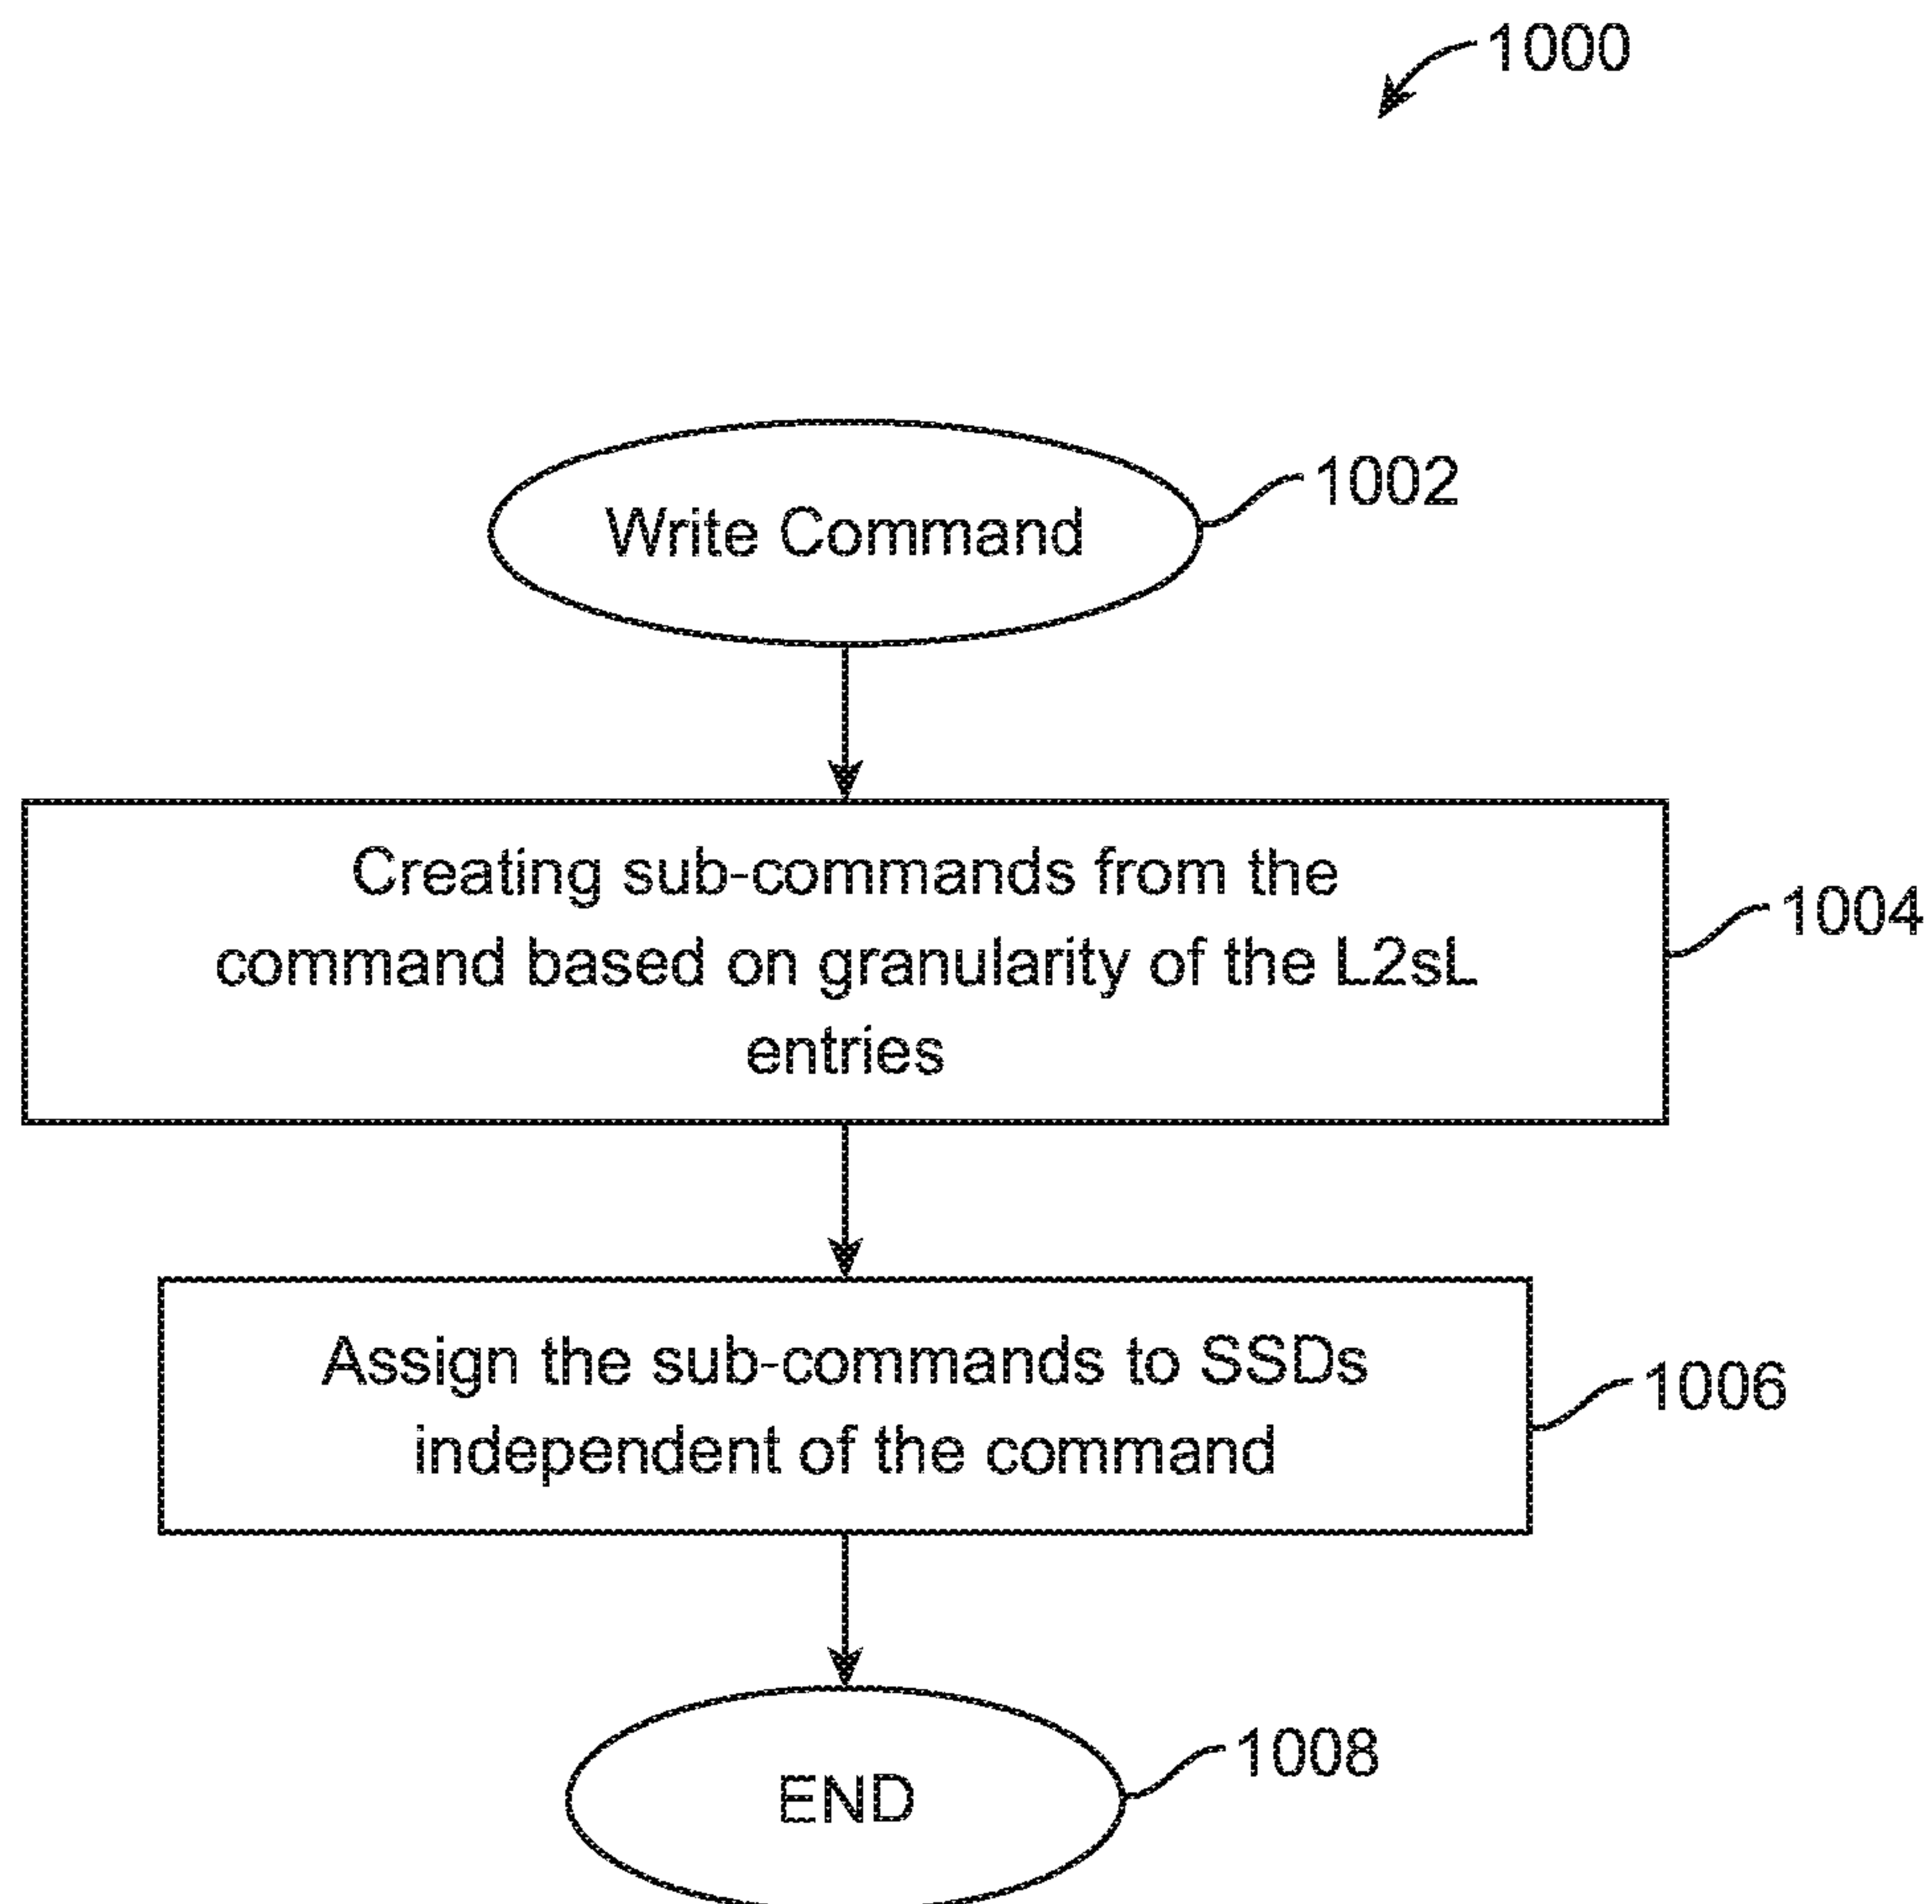 1000
Write Command
1002
Creating sub-commands from the
command based on granularity of the L2sL
entries
1004
Assign the sub-commands to SSDs
independent of the command
1006
END
1008